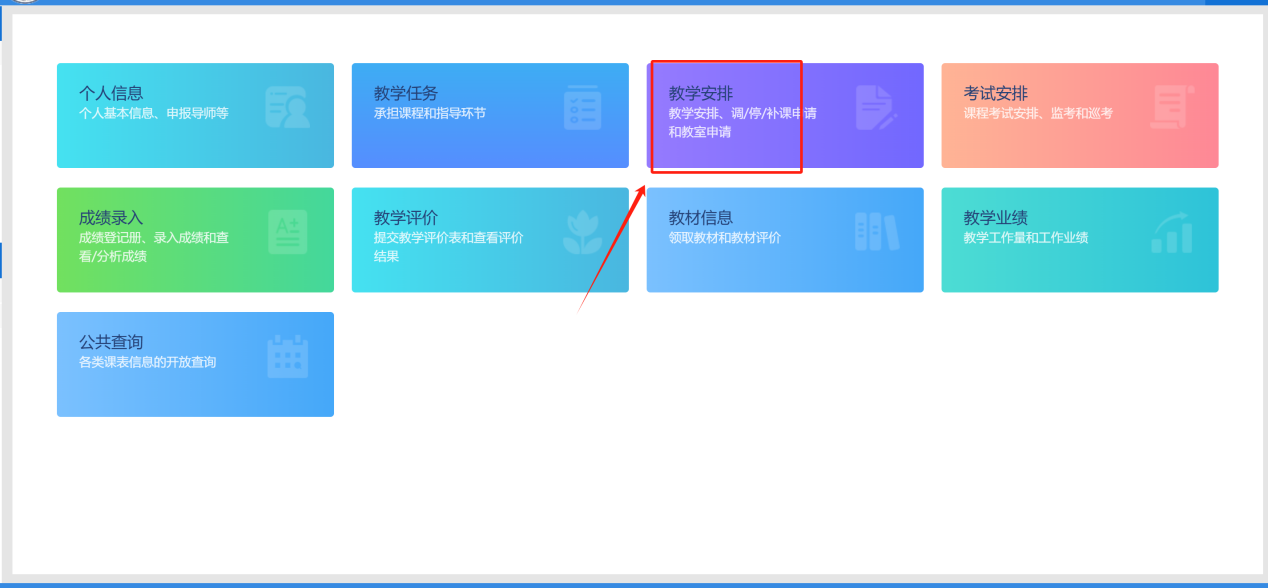 个人信息
个人基本信息、申报导师等
教学任务
承担课程和指导环节
教学安排
教学安排、调/停/补课申请
和教室申请
考试安排
课程考试安排、监考和巡考
成绩录入
成绩登记册、录入成绩和查
看/分析成绩
A+
教学评价
提交教学评价表和查看评价
结果
教材信息
领取教材和教材评价
教学业绩
教学工作量和工作业绩
公共查询
各类课表信息的开放查询